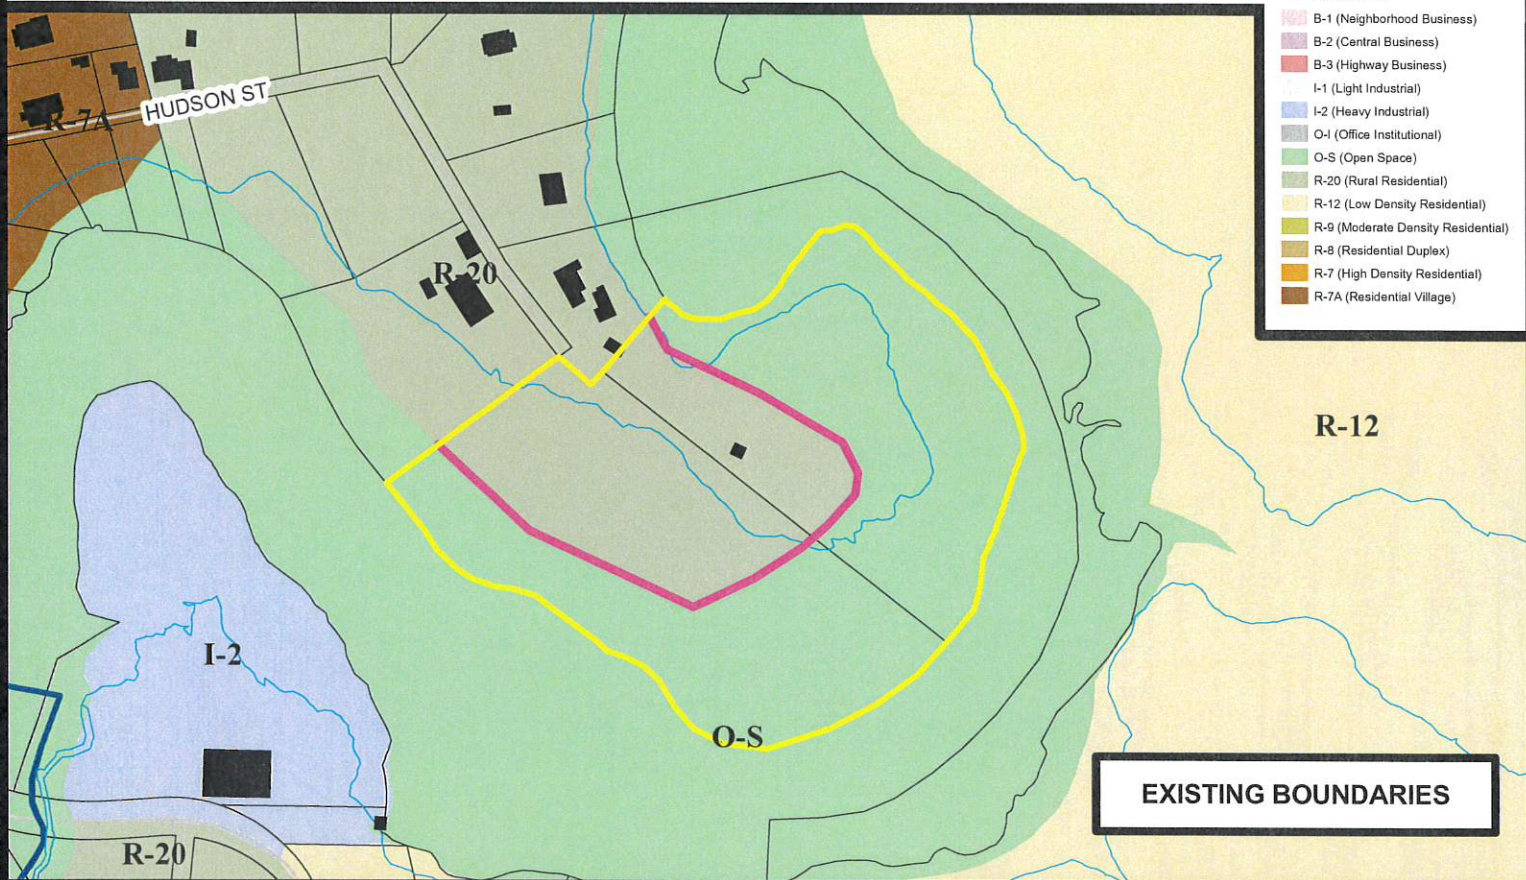 B-1 (Neighborhood Business)
B-2 (Central Business)
B-3 (Highway Business)
I-1 (Light Industrial)
I-2 (Heavy Industrial)
O-I (Office Institutional)
O-S (Open Space)
R-20 (Rural Residential)
R-12 (Low Density Residential)
R-9 (Moderate Density Residential)
R-8 (Residential Duplex)
R-7 (High Density Residential)
R-7A (Residential Village)
HUDSON ST
R-7A
R-20
R-12
I-2
O-S
EXISTING BOUNDARIES
R-20